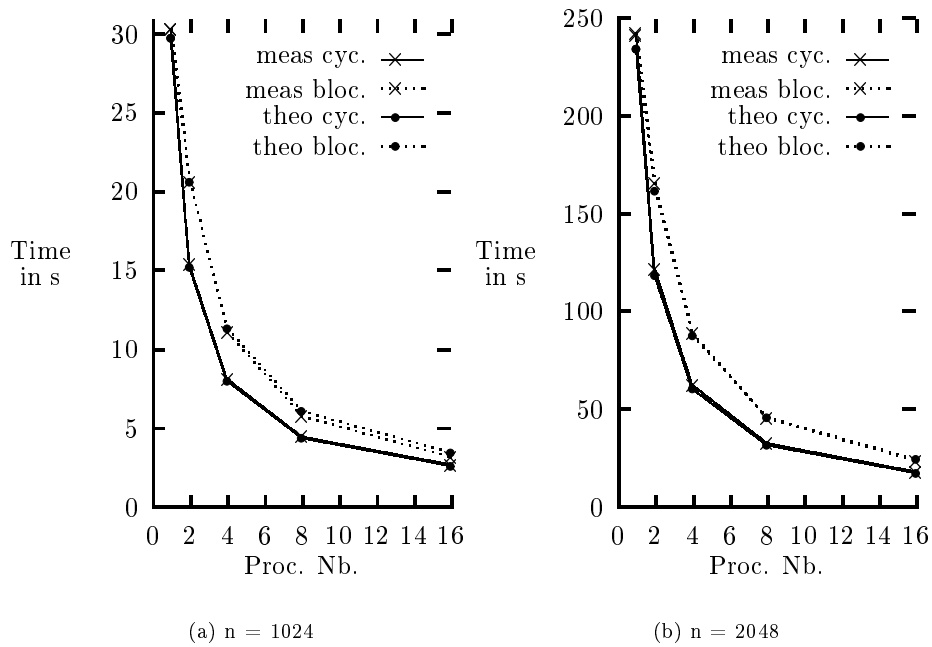 30
25
20
15
10
5
0
Time
in s
meas cyc.
meas bloc.
theo cyc.
theo bloc.
0 2 4 6 8 10 12 14 16
Proc. Nb.
(a) n = 1024
250
200
150
100
50
0
Time
in s
meas cyc.
meas bloc.
theo cyc.
theo bloc.
0 2 4 6 8 10 12 14 16
Proc. Nb.
(b) n = 2048